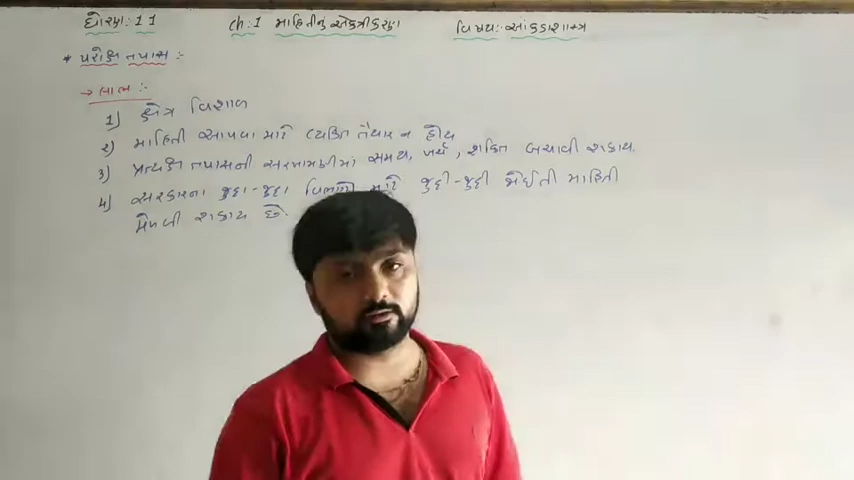 ધોરણ: 11 ch: 1 માહિતીનું એકત્રીકરણ વિષય: આંકડાશાસ્ત્ર
* પરોક્ષ તપાસ :-
→ લાભ :-
1) ક્ષેત્ર વિશાળ
2) માહિતી આપવા માટે વ્યક્તિ તૈયાર ન હોય
3) પ્રત્યક્ષ તપાસની સરખામણીમાં સમય, ખર્ચ, શક્તિ બચાવી શકાય.
4) સરકારના જુદા-જુદા વિભાગો માટે જુદી-જુદી જોઈતી માહિતી
મેળવી શકાય છે.